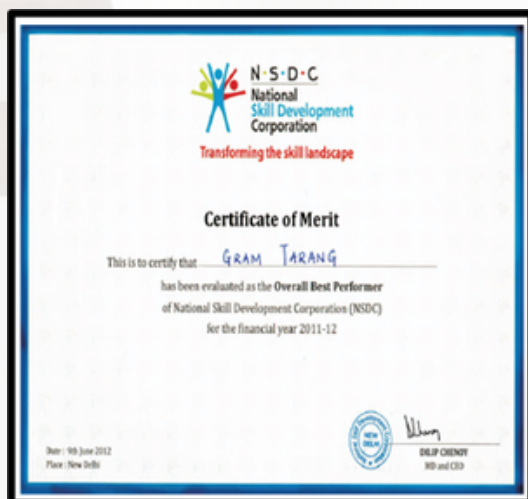 N·S·D·C
National
Skill Development
Corporation
Transforming the skill landscape
Certificate of Merit
This is to certify that GRAM TARANG
has been evaluated as the Overall Best Performer
of National Skill Development Corporation (NSDC)
for the financial year 2011-12
NEW DELHI
Date : 9th June 2012
Place : New Delhi
DILIP CHENOY
MD and CEO